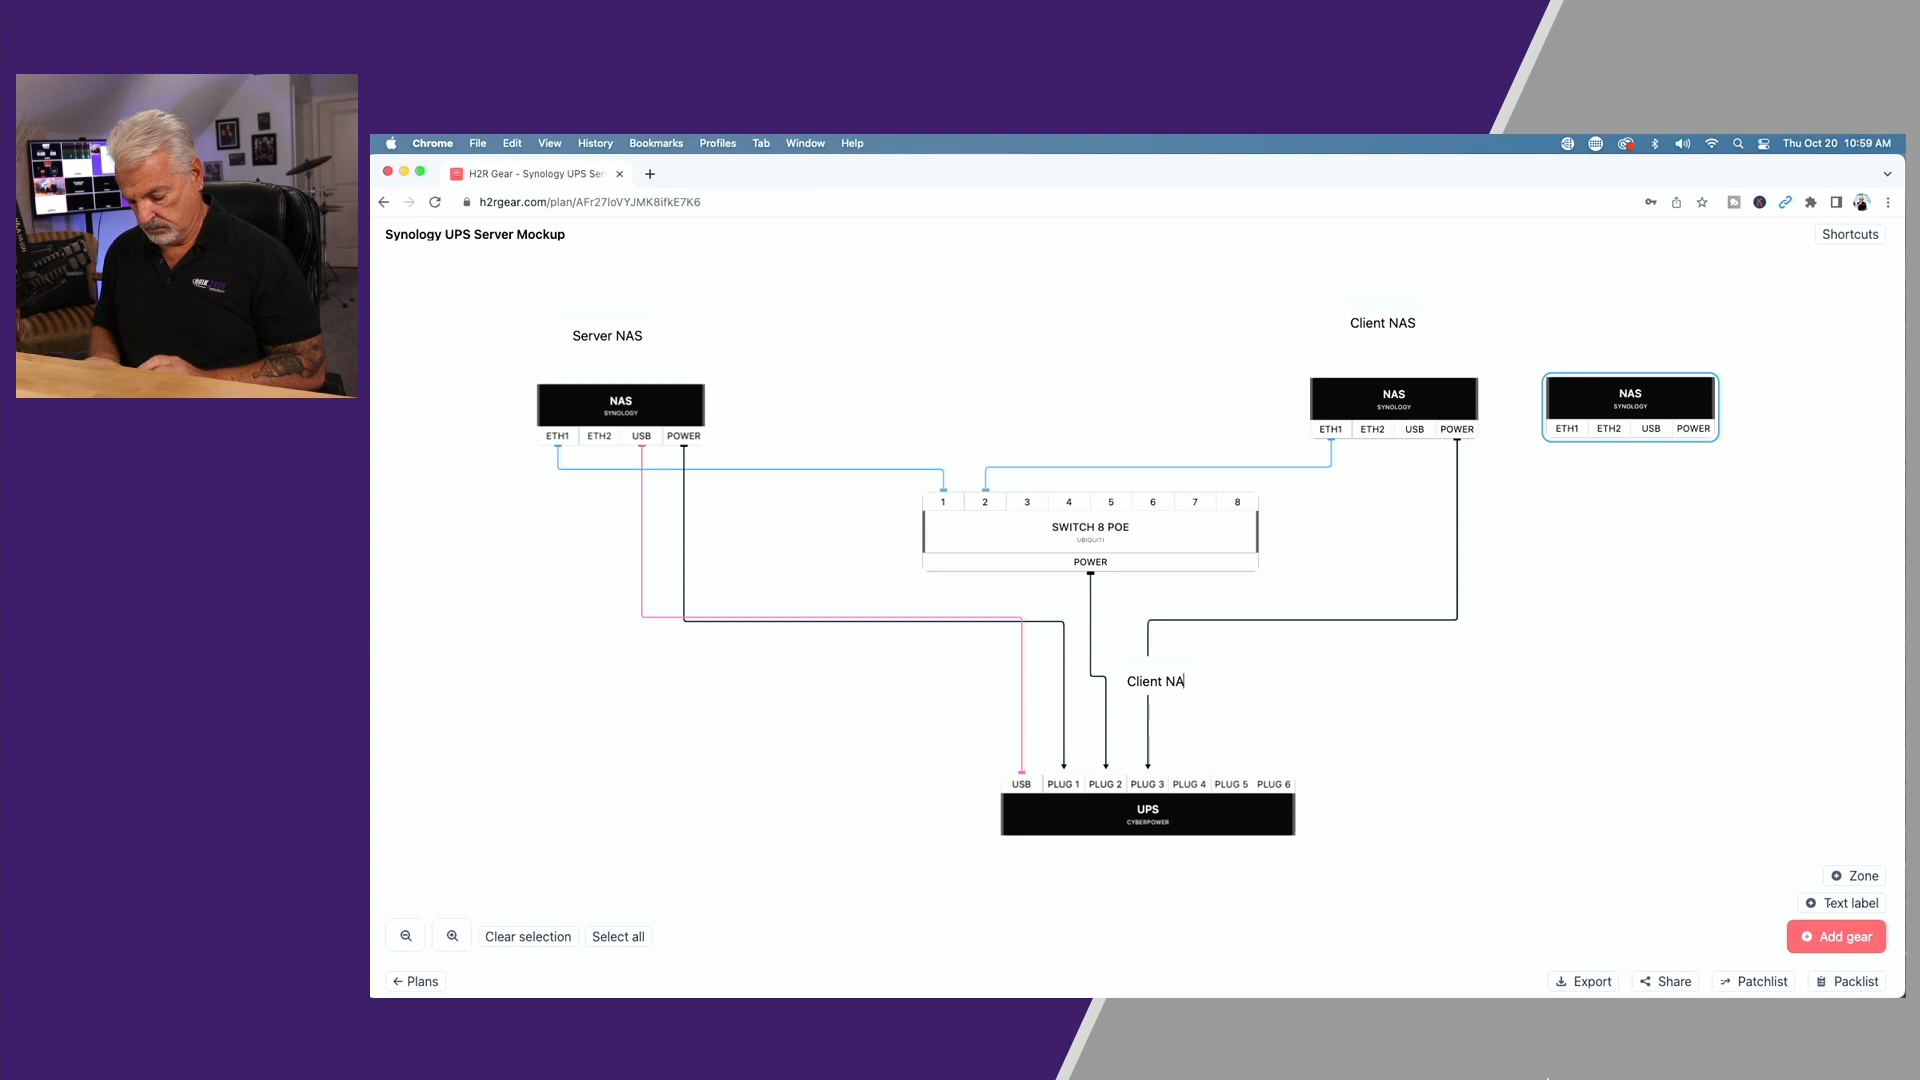 Chrome File Edit View History Bookmarks Profiles Tab Window Help
Thu Oct 20 10:59 AM
H2R Gear - Synology UPS Ser
h2rgear.com/plan/AFr27loVYJMK8ifkE7K6
Synology UPS Server Mockup
Shortcuts
Server NAS
Client NAS
NAS
SYNOLOGY
ETH1 ETH2 USB POWER
NAS
SYNOLOGY
ETH1 ETH2 USB POWER
NAS
SYNOLOGY
ETH1 ETH2 USB POWER
1 2 3 4 5 6 7 8
SWITCH 8 POE
UBIQUITI
POWER
Client NA
USB PLUG 1 PLUG 2 PLUG 3 PLUG 4 PLUG 5 PLUG 6
UPS
CYBERPOWER
Zone
Text label
Clear selection
Select all
Add gear
Plans
Export
Share
Patchlist
Packlist